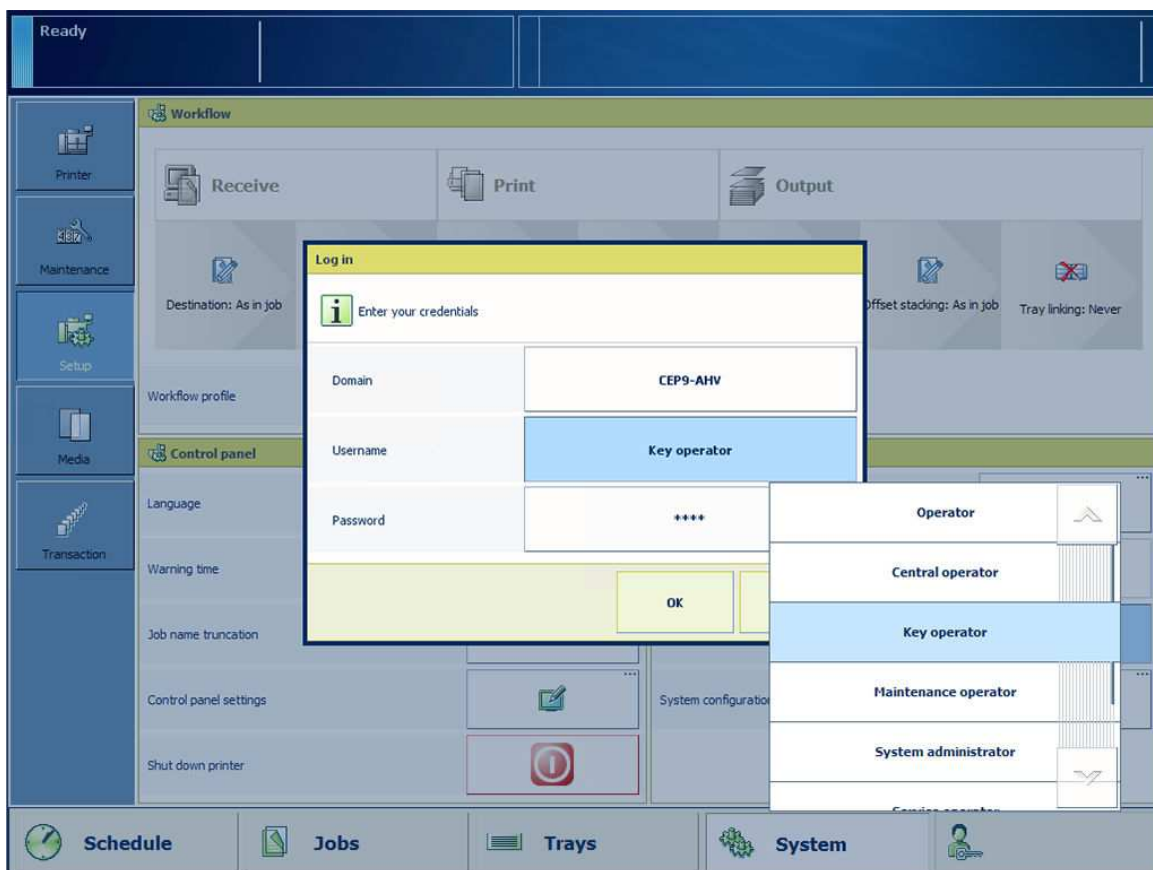 Ready
Workflow
Printer
Receive
Print
Output
Maintenance
Log in
Enter your credentials
Destination: As in job
Offset stacking: As in job
Tray linking: Never
Setup
Domain
CEP9-AHV
Workflow profile
Username
Key operator
Media
Control panel
Language
Password
****
Operator
Transaction
Warning time
Central operator
OK
Job name truncation
Key operator
Control panel settings
System configuration
Maintenance operator
Shut down printer
System administrator
Schedule
Jobs
Trays
System